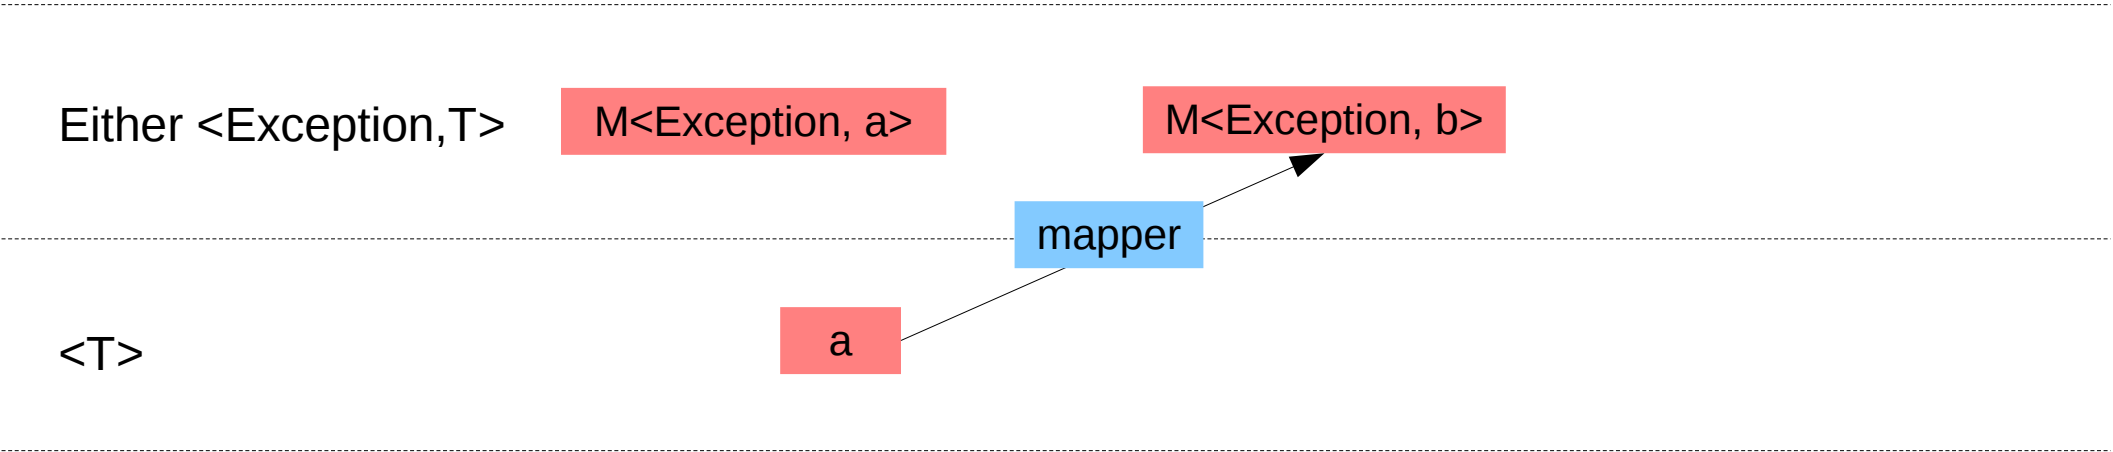 Either <Exception,T>
M<Exception, a>
M<Exception, b>
mapper
<T>
a